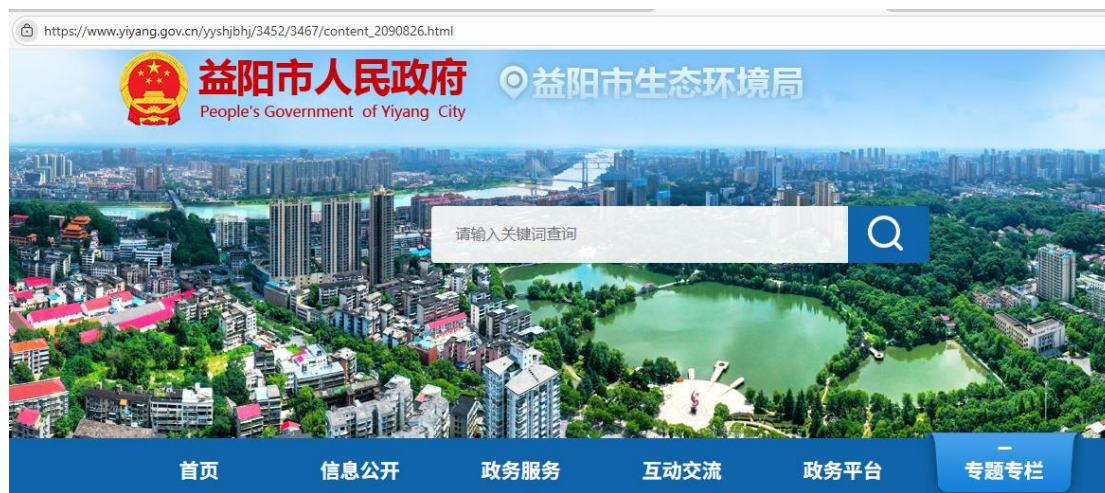 https://www.yiyang.gov.cn/yyshjbhj/3452/3467/content_2090826.html
益阳市人民政府
People's Government of Yiyang City
益阳市生态环境局
请输入关键词查询
首页 信息公开 政务服务 互动交流 政务平台 专题专栏